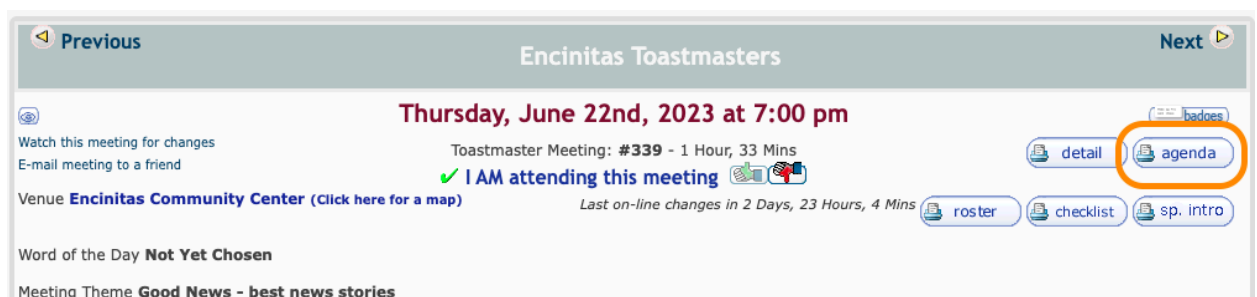 Previous
Next
Encinitas Toastmasters
Thursday, June 22nd, 2023 at 7:00 pm
badges
Watch this meeting for changes
Toastmaster Meeting: #339 - 1 Hour, 33 Mins
detail
agenda
E-mail meeting to a friend
I AM attending this meeting
Venue Encinitas Community Center (Click here for a map)
Last on-line changes in 2 Days, 23 Hours, 4 Mins
roster
checklist
sp. intro
Word of the Day Not Yet Chosen
Meeting Theme Good News - best news stories